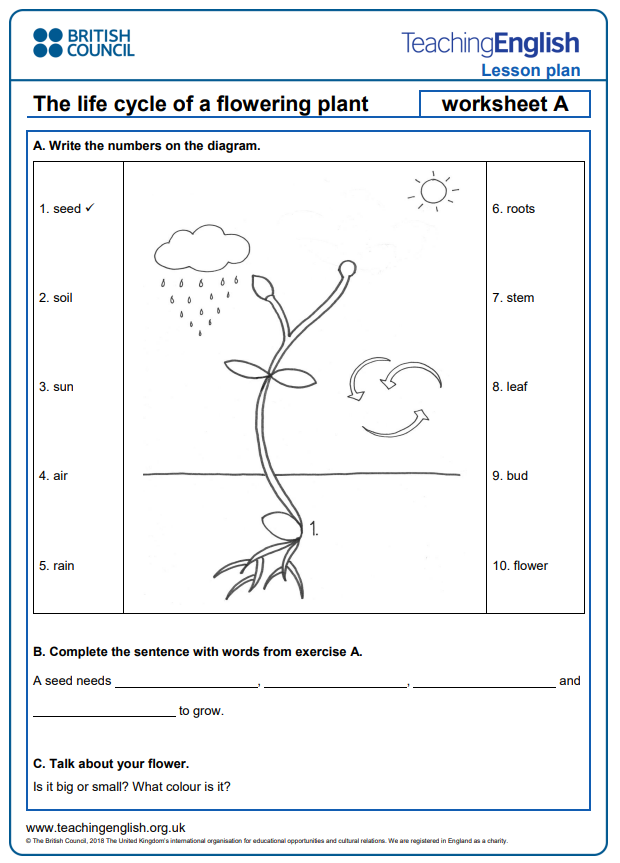 BRITISH
COUNCIL
TeachingEnglish
Lesson plan
The life cycle of a flowering plant
worksheet A
A. Write the numbers on the diagram.
1. seed ✓
2. soil
3. sun
4. air
5. rain
1.
6. roots
7. stem
8. leaf
9. bud
10. flower
B. Complete the sentence with words from exercise A.
A seed needs ____________________, ____________________, ____________________ and
____________________ to grow.
C. Talk about your flower.
Is it big or small? What colour is it?
www.teachingenglish.org.uk
© The British Council, 2018 The United Kingdom's international organisation for educational opportunities and cultural relations. We are registered in England as a charity.